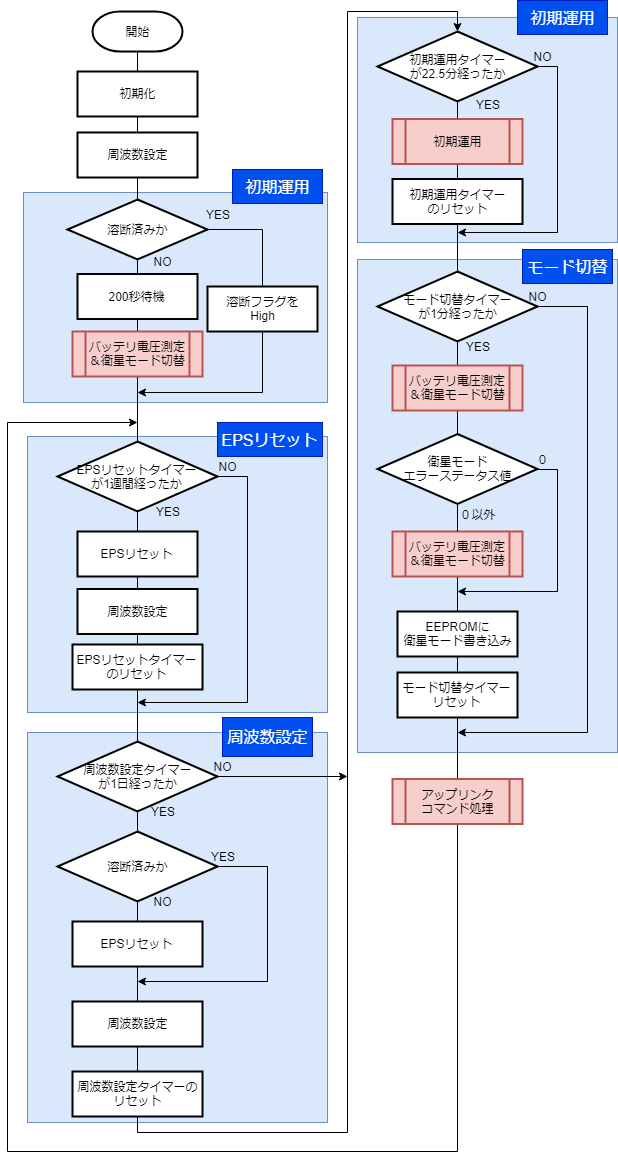 開始
初期化
周波数設定
初期運用
溶断済みか
YES
NO
200秒待機
溶断フラグを
High
バッテリ電圧測定
＆衛星モード切替
EPSリセット
EPSリセットタイマー
が1週間経ったか
NO
YES
EPSリセット
周波数設定
EPSリセットタイマー
のリセット
周波数設定
周波数設定タイマー
が1日経ったか
NO
YES
溶断済みか
YES
NO
EPSリセット
周波数設定
周波数設定タイマーの
リセット
初期運用
初期運用タイマー
が22.5分経ったか
NO
YES
初期運用
初期運用タイマー
のリセット
モード切替
モード切替タイマー
が1分経ったか
NO
YES
バッテリ電圧測定
＆衛星モード切替
衛星モード
エラーステータス値
0
0 以外
バッテリ電圧測定
＆衛星モード切替
EEPROMに
衛星モード書き込み
モード切替タイマー
リセット
アップリンク
コマンド処理